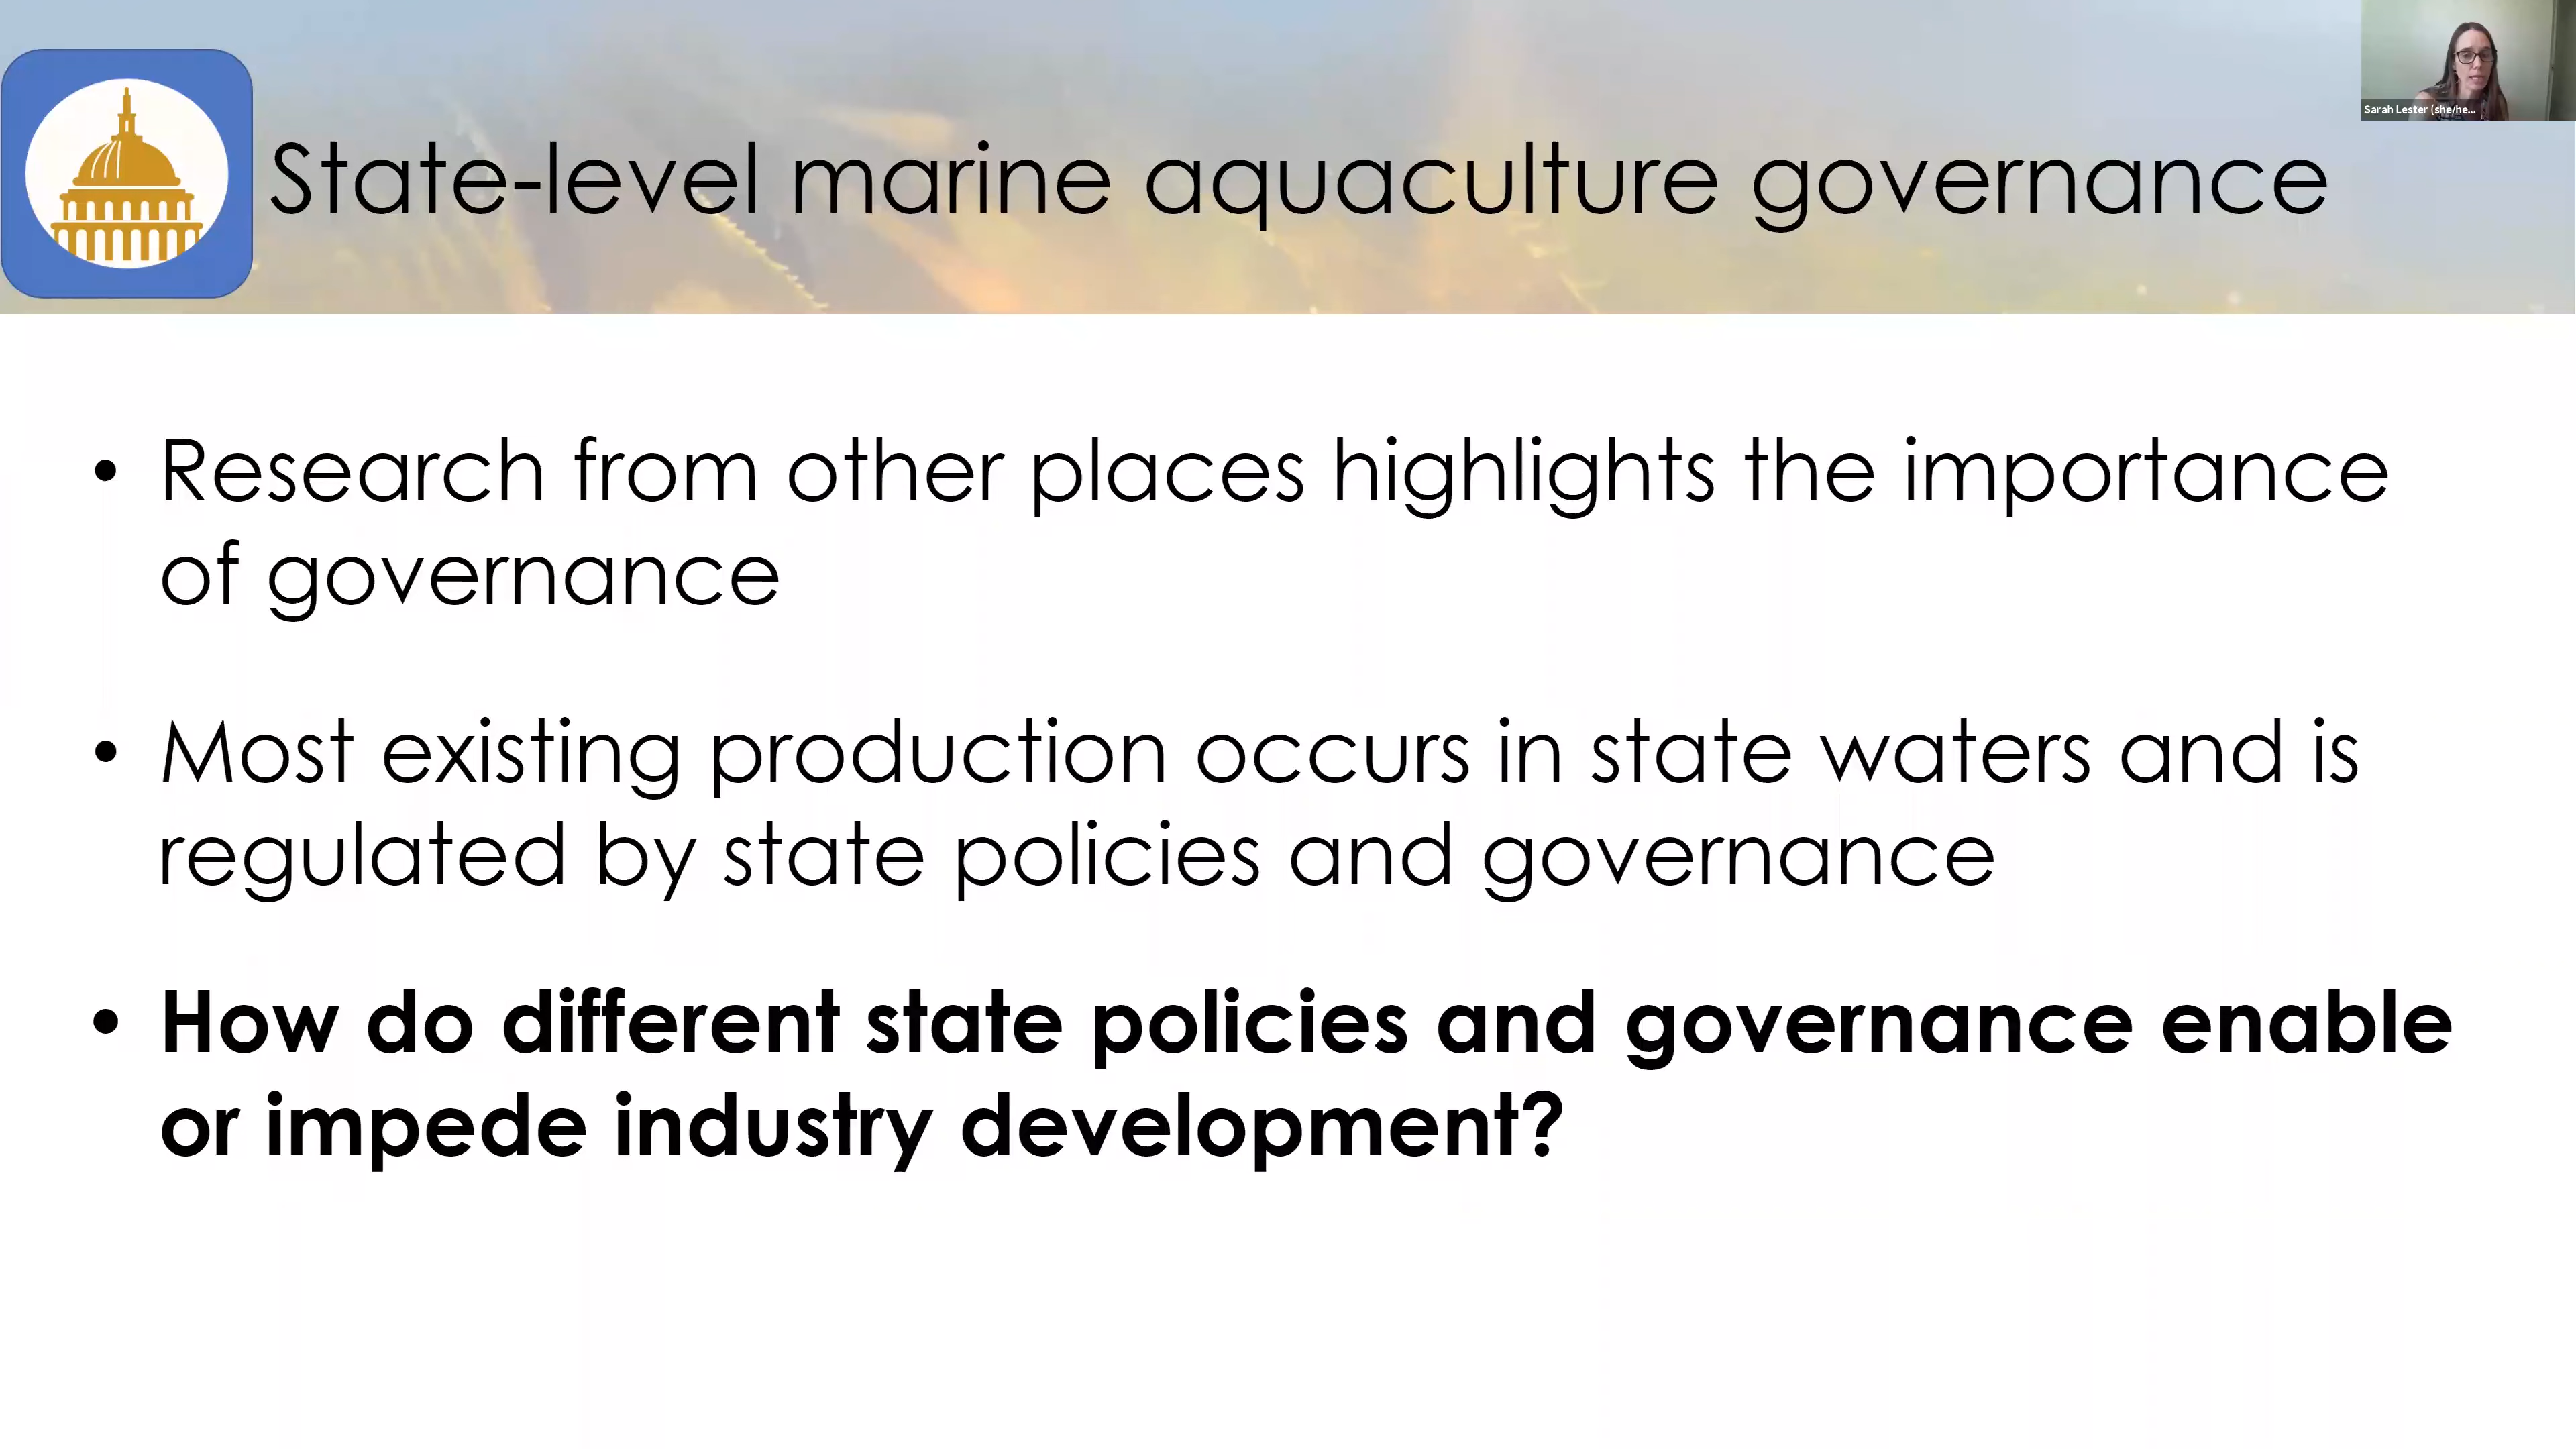 Sarah Lester (she/he...
State-level marine aquaculture governance
• Research from other places highlights the importance
of governance
• Most existing production occurs in state waters and is
regulated by state policies and governance
• How do different state policies and governance enable
or impede industry development?